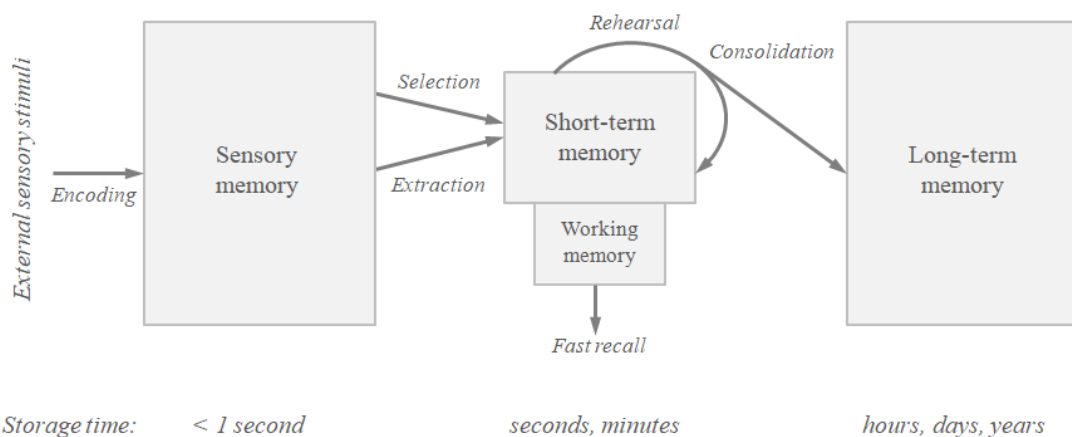 External sensory stimuli
Encoding
Sensory
memory
Selection
Extraction
Rehearsal
Consolidation
Short-term
memory
Working
memory
Fast recall
Long-term
memory
Storage time:
< 1 second
seconds, minutes
hours, days, years